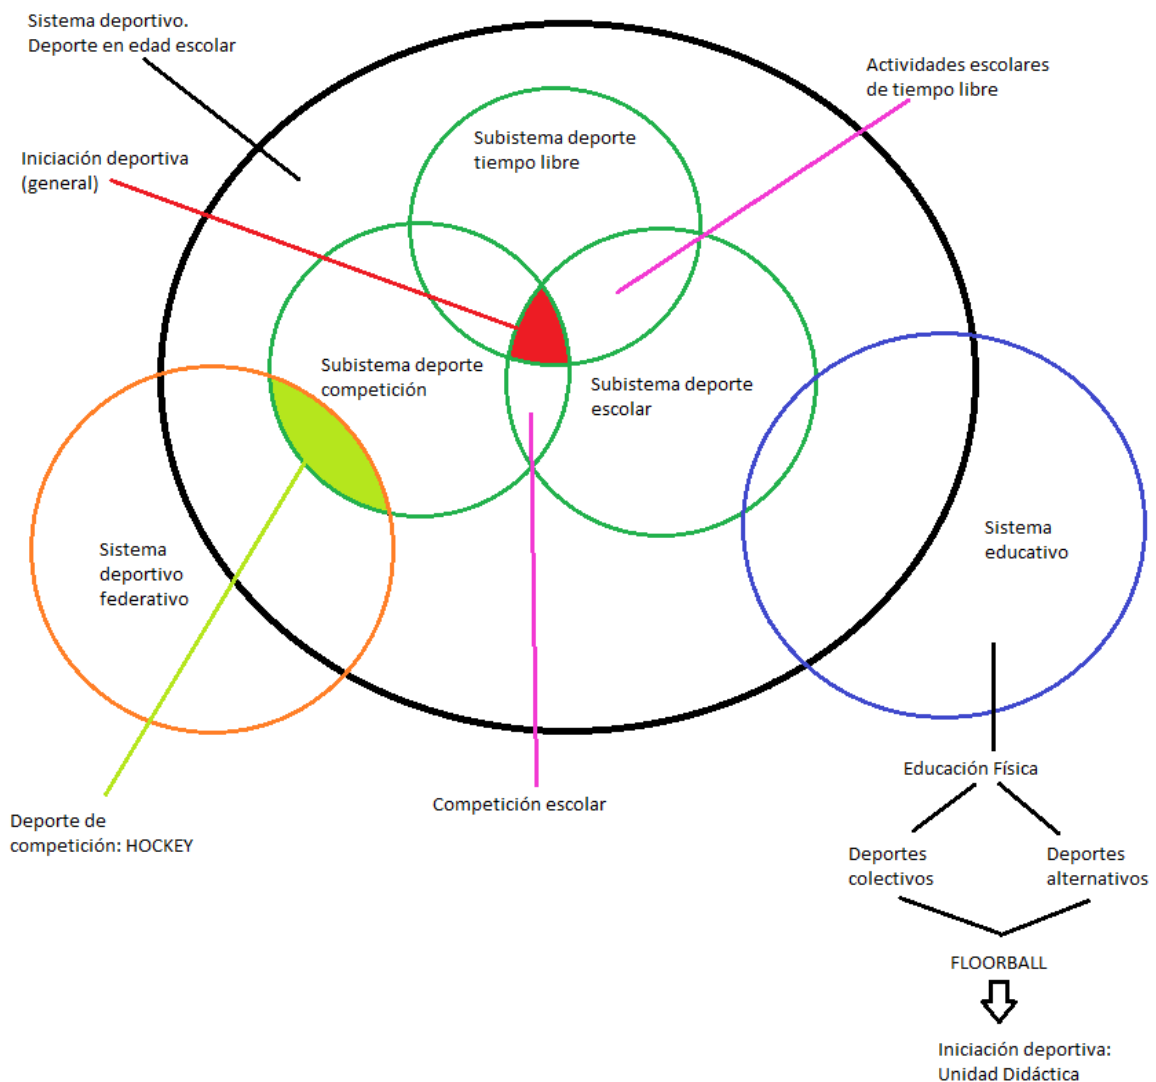 Sistema deportivo.
Deporte en edad escolar
Actividades escolares
de tiempo libre
Subistema deporte
tiempo libre
Iniciación deportiva
(general)
Subistema deporte
competición
Subistema deporte
escolar
Sistema
educativo
Sistema
deportivo
federativo
Educación Física
Competición escolar
Deporte de
competición: HOCKEY
Deportes
colectivos
Deportes
alternativos
FLOORBALL
Iniciación deportiva:
Unidad Didáctica